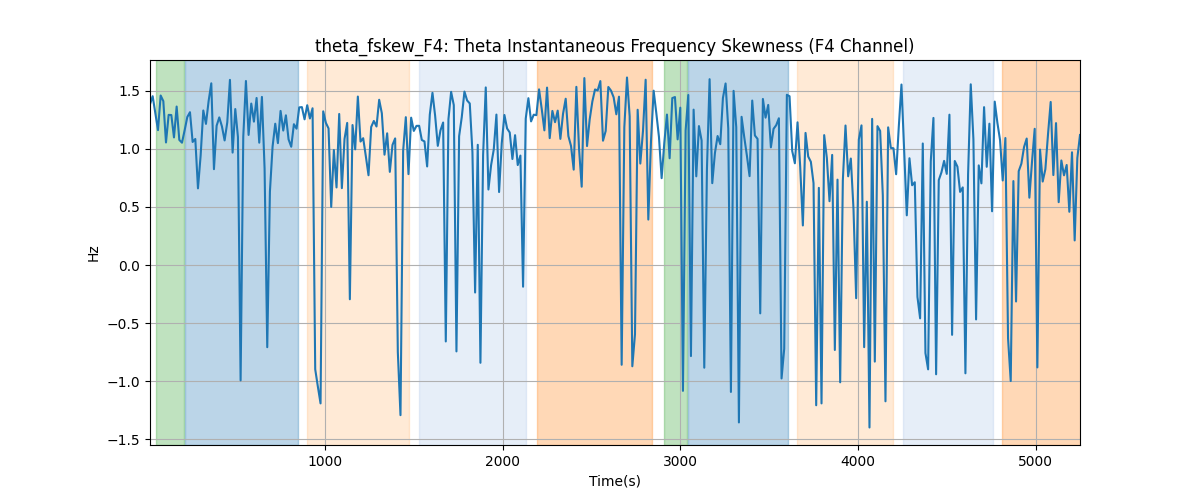 theta_fskew_F4: Theta Instantaneous Frequency Skewness (F4 Channel)
1.5
1.0
0.5
0.0
−0.5
−1.0
−1.5
Hz
1000 2000 3000 4000 5000
Time(s)